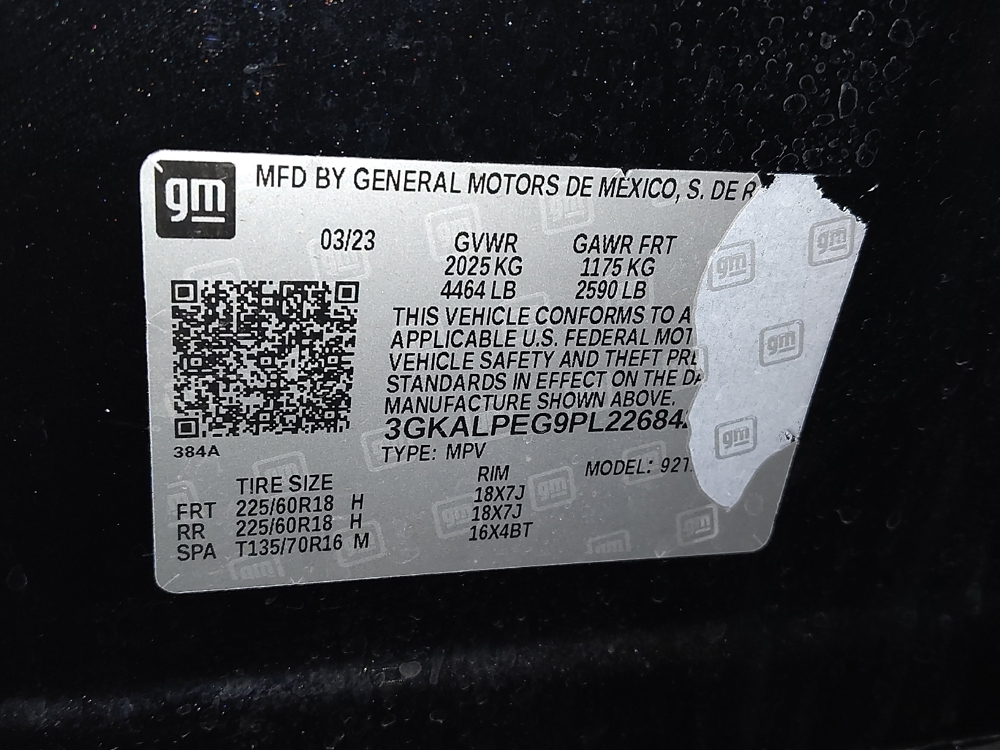 gm
MFD BY GENERAL MOTORS DE MEXICO, S. DE R
03/23 GVWR GAWR FRT
2025 KG 1175 KG
4464 LB 2590 LB
THIS VEHICLE CONFORMS TO A
APPLICABLE U.S. FEDERAL MOT
VEHICLE SAFETY AND THEFT PRE
STANDARDS IN EFFECT ON THE DA
MANUFACTURE SHOWN ABOVE.
3GKALPEG9PL22684
384A TYPE: MPV MODEL: 921
TIRE SIZE RIM
FRT 225/60R18 H 18X7J
RR 225/60R18 H 18X7J
SPA T135/70R16 M 16X4BT